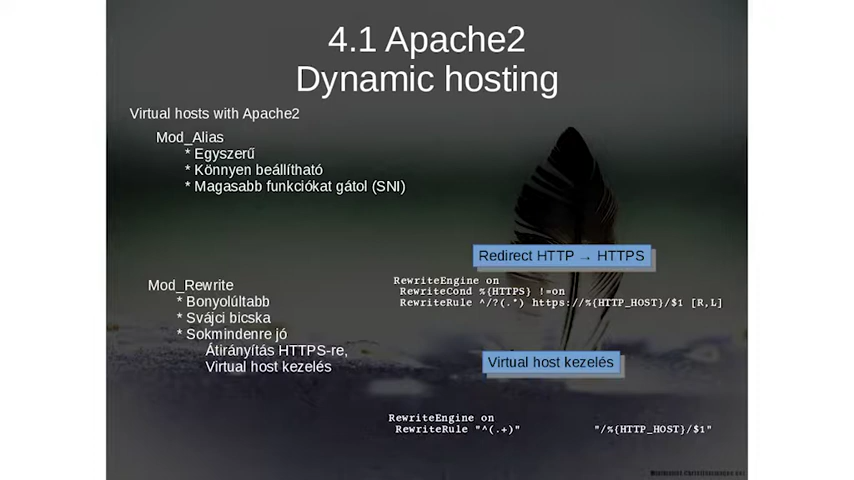 4.1 Apache2
Dynamic hosting
Virtual hosts with Apache2
Mod_Alias
* Egyszerű
* Könnyen beállítható
* Magasabb funkciókat gátol (SNI)
Redirect HTTP → HTTPS
Mod_Rewrite
* Bonyolúltabb
* Svájci bicska
* Sokmindenre jó
Átirányítás HTTPS-re,
Virtual host kezelés
RewriteEngine on
RewriteCond %{HTTPS} !=on
RewriteRule ^/?(.*) https://%{HTTP_HOST}/$1 [R,L]
Virtual host kezelés
RewriteEngine on
RewriteRule "^(.+)" "/%{HTTP_HOST}/$1"